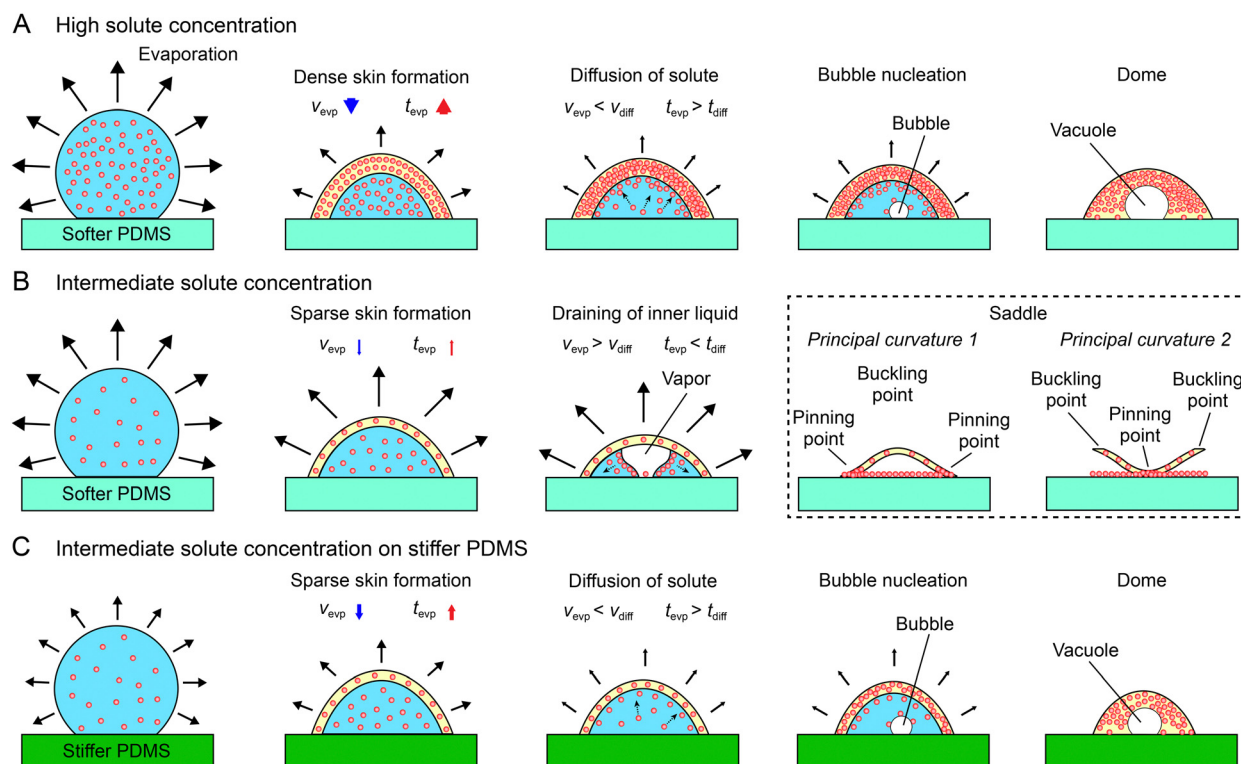 A High solute concentration
Evaporation
Dense skin formation
v_evp t_evp
Diffusion of solute
v_evp < v_diff t_evp > t_diff
Bubble nucleation
Bubble
Dome
Vacuole
Softer PDMS
B Intermediate solute concentration
Sparse skin formation
v_evp t_evp
Draining of inner liquid
v_evp > v_diff t_evp < t_diff
Vapor
Saddle
Principal curvature 1
Buckling
point
Pinning
point
Pinning
point
Principal curvature 2
Buckling
point
Pinning
point
Buckling
point
Softer PDMS
C Intermediate solute concentration on stiffer PDMS
Sparse skin formation
v_evp t_evp
Diffusion of solute
v_evp < v_diff t_evp > t_diff
Bubble nucleation
Bubble
Dome
Vacuole
Stiffer PDMS